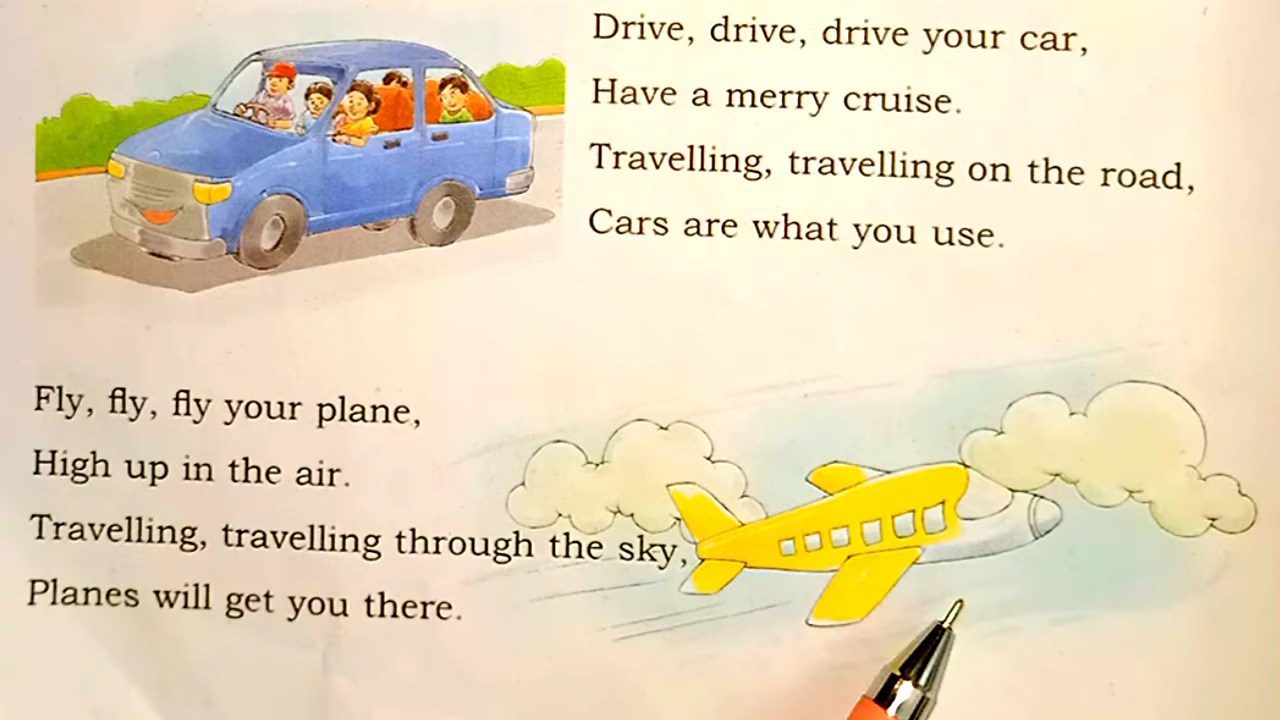 Drive, drive, drive your car,
Have a merry cruise.
Travelling, travelling on the road,
Cars are what you use.
Fly, fly, fly your plane,
High up in the air.
Travelling, travelling through the sky,
Planes will get you there.